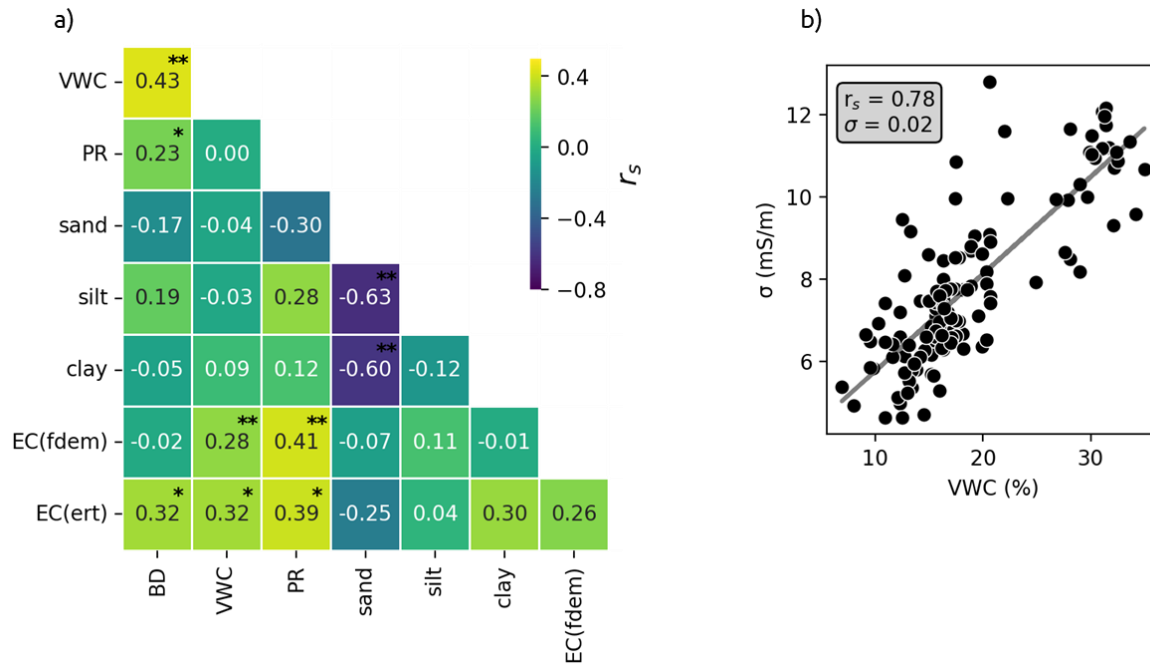 a)
VWC
**
0.43
PR
*
0.23 0.00
sand
-0.17 -0.04 -0.30
silt
**
0.19 -0.03 0.28 -0.63
clay
**
-0.05 0.09 0.12 -0.60 -0.12
EC(fdem)
** **
-0.02 0.28 0.41 -0.07 0.11 -0.01
EC(ert)
* * *
0.32 0.32 0.39 -0.25 0.04 0.30 0.26
BD VWC PR sand silt clay EC(fdem)
0.4
0.0
−0.4
−0.8
rₛ
b)
rₛ = 0.78
σ = 0.02
σ (mS/m)
12
10
8
6
10 20 30
VWC (%)